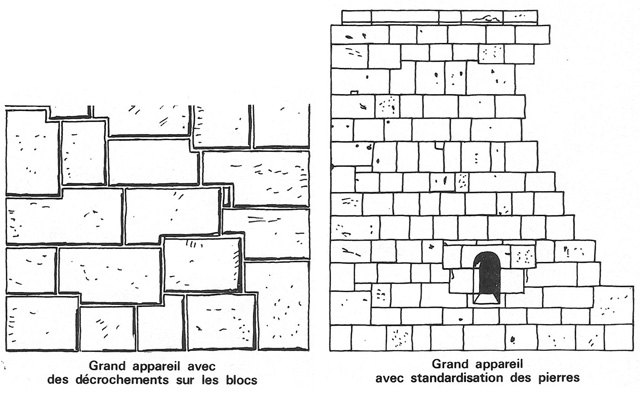 Grand appareil avec
des décrochements sur les blocs
Grand appareil
avec standardisation des pierres